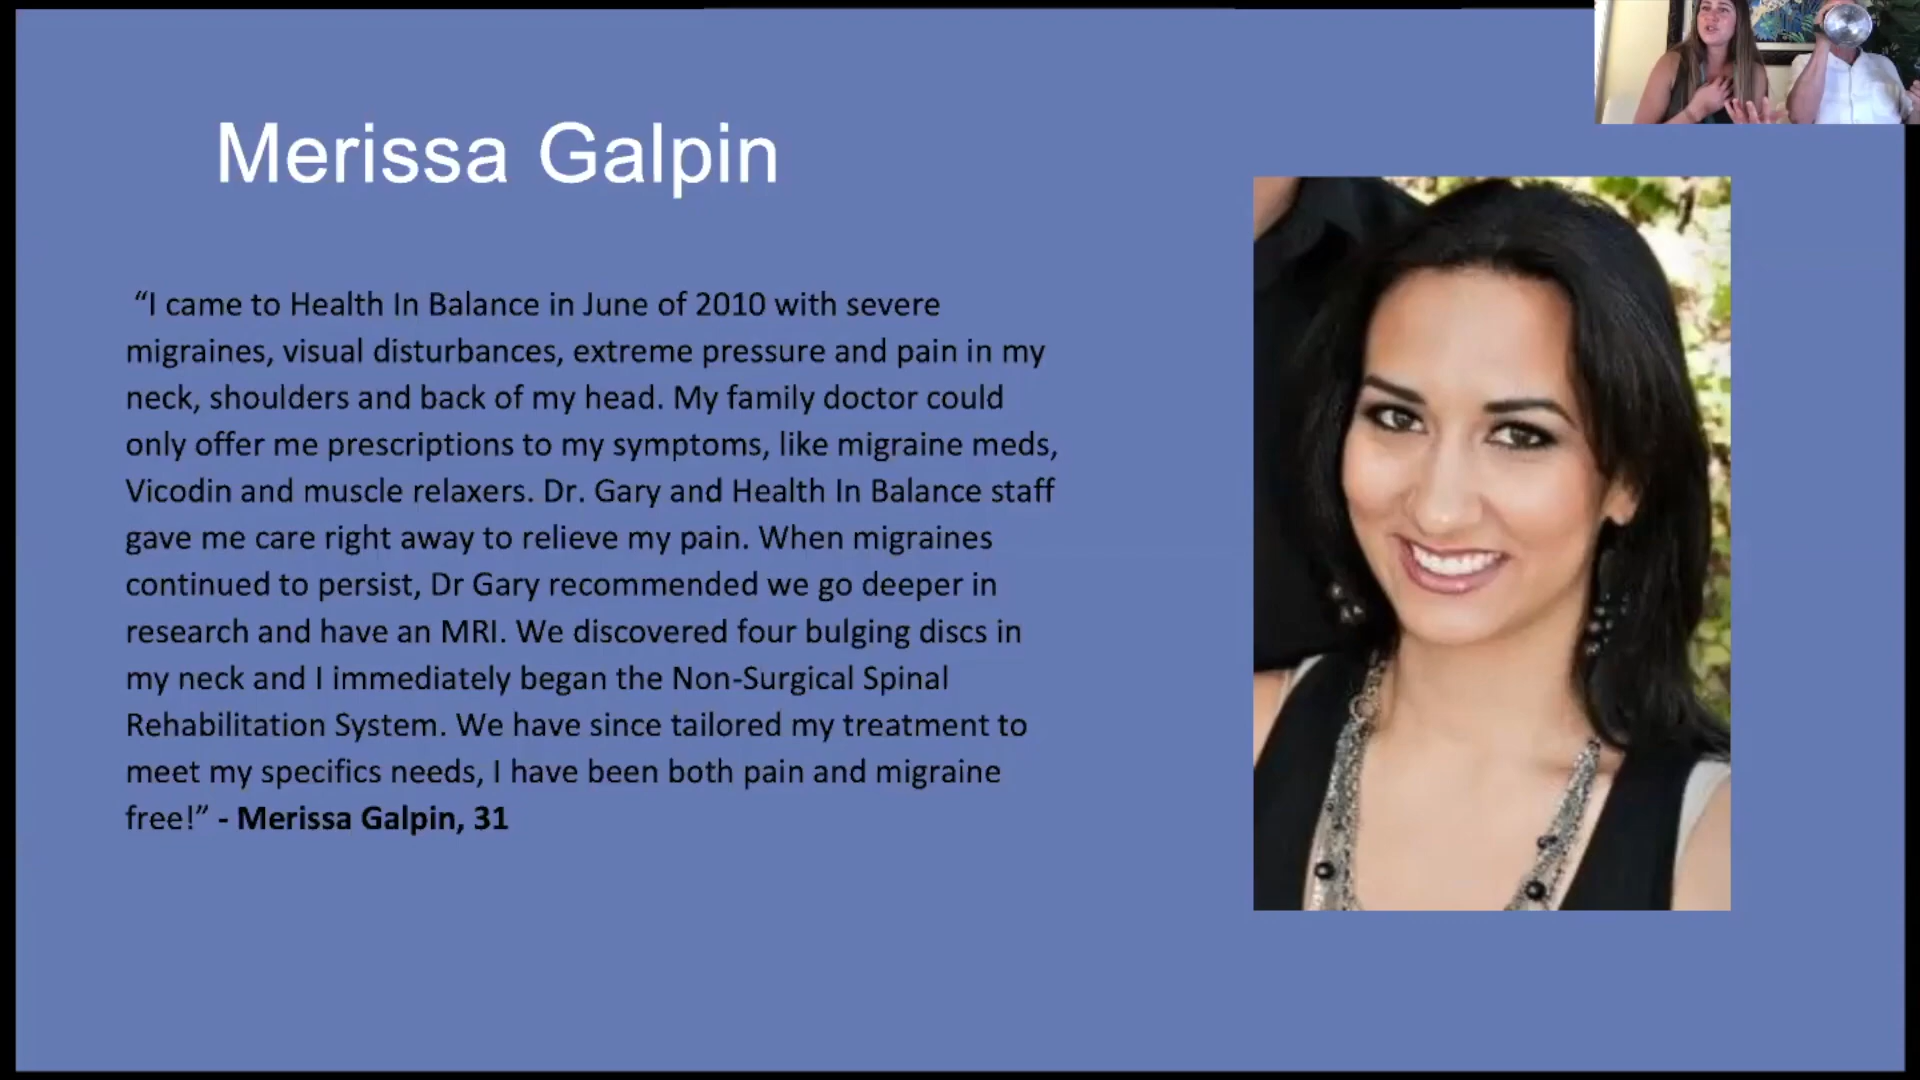 Merissa Galpin
“I came to Health In Balance in June of 2010 with severe
migraines, visual disturbances, extreme pressure and pain in my
neck, shoulders and back of my head. My family doctor could
only offer me prescriptions to my symptoms, like migraine meds,
Vicodin and muscle relaxers. Dr. Gary and Health In Balance staff
gave me care right away to relieve my pain. When migraines
continued to persist, Dr Gary recommended we go deeper in
research and have an MRI. We discovered four bulging discs in
my neck and I immediately began the Non-Surgical Spinal
Rehabilitation System. We have since tailored my treatment to
meet my specifics needs, I have been both pain and migraine
free!” - Merissa Galpin, 31